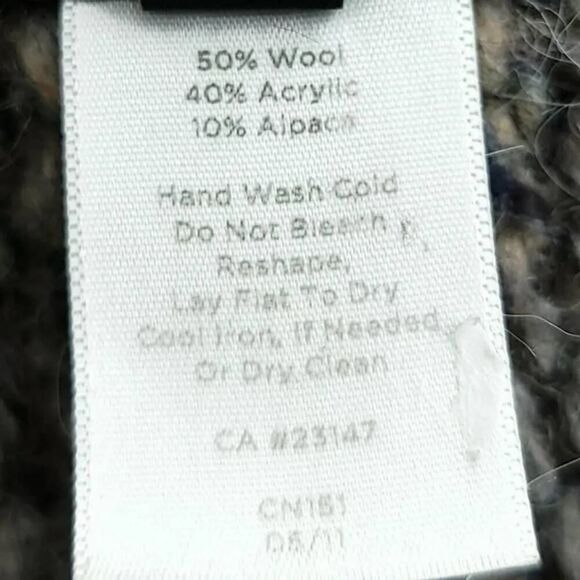 50% Wool
40% Acrylic
10% Alpaca
Hand Wash Cold
Do Not Bleach
Reshape,
Lay Flat To Dry
Cool Iron, If Needed
Or Dry Clean
CA #23147
CN151
05/11